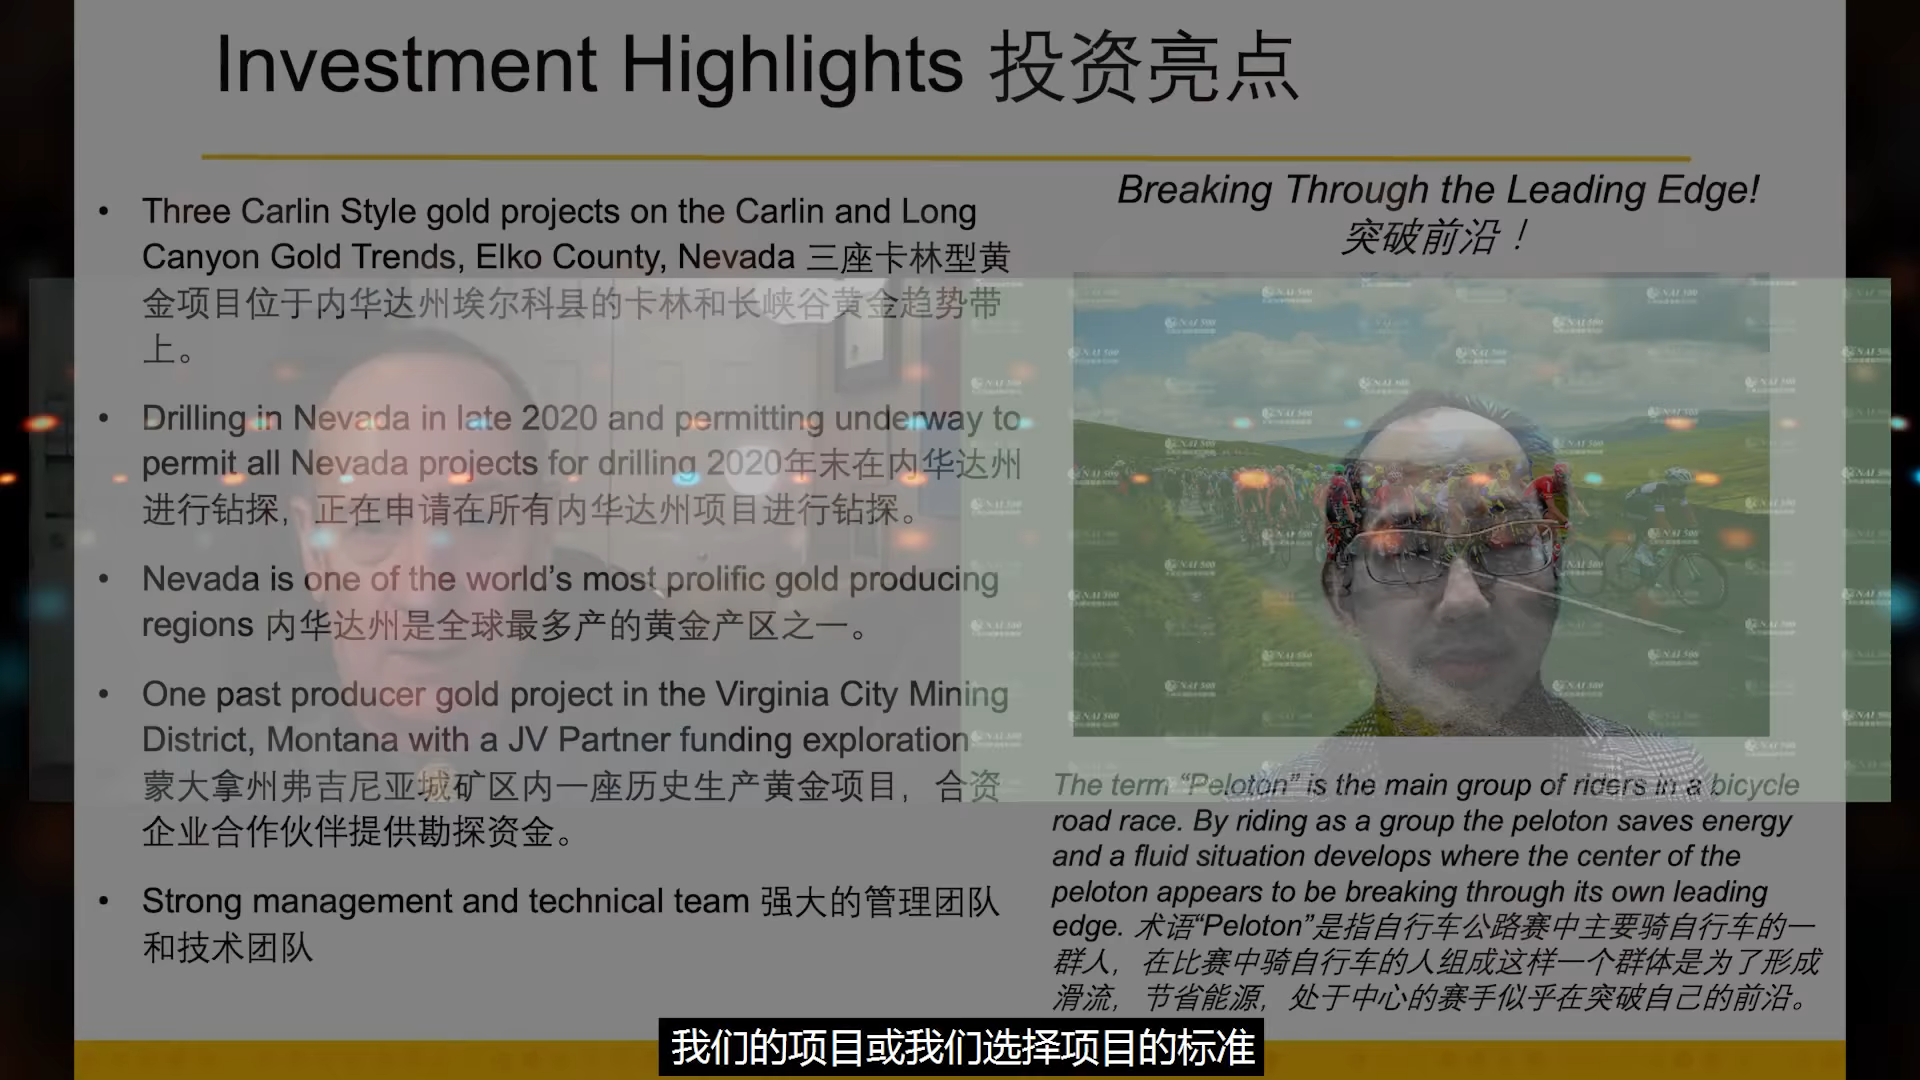 Investment Highlights 投资亮点
• Three Carlin Style gold projects on the Carlin and Long
Canyon Gold Trends, Elko County, Nevada 三座卡林型黄
金项目位于内华达州埃尔科县的卡林和长峡谷黄金趋势带
上。
• Drilling in Nevada in late 2020 and permitting underway to
permit all Nevada projects for drilling 2020年末在内华达州
进行钻探，正在申请在所有内华达州项目进行钻探。
• Nevada is one of the world’s most prolific gold producing
regions 内华达州是全球最多产的黄金产区之一。
• One past producer gold project in the Virginia City Mining
District, Montana with a JV Partner funding exploration
蒙大拿州弗吉尼亚城矿区内一座历史生产黄金项目，合资
企业合作伙伴提供勘探资金。
• Strong management and technical team 强大的管理团队
和技术团队
Breaking Through the Leading Edge!
突破前沿！
NAI 500
The term “Peloton” is the main group of riders in a bicycle
road race. By riding as a group the peloton saves energy
and a fluid situation develops where the center of the
peloton appears to be breaking through its own leading
edge. 术语“Peloton”是指自行车公路赛中主要骑自行车的一
群人，在比赛中骑自行车的人组成这样一个群体是为了形成
滑流，节省能源，处于中心的赛手似乎在突破自己的前沿。
我们的项目或我们选择项目的标准